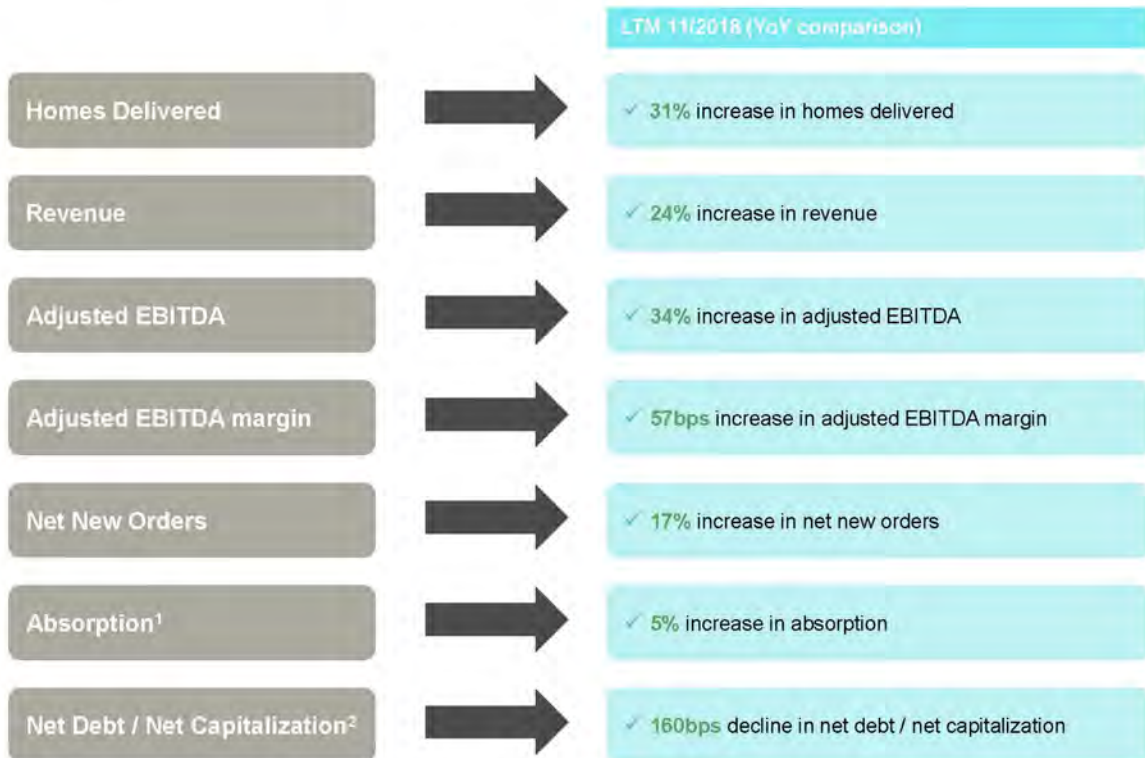 LTM 11/2018 (YoY comparison)
Homes Delivered
✓ 31% increase in homes delivered
Revenue
✓ 24% increase in revenue
Adjusted EBITDA
✓ 34% increase in adjusted EBITDA
Adjusted EBITDA margin
✓ 57bps increase in adjusted EBITDA margin
Net New Orders
✓ 17% increase in net new orders
Absorption¹
✓ 5% increase in absorption
Net Debt / Net Capitalization²
✓ 160bps decline in net debt / net capitalization